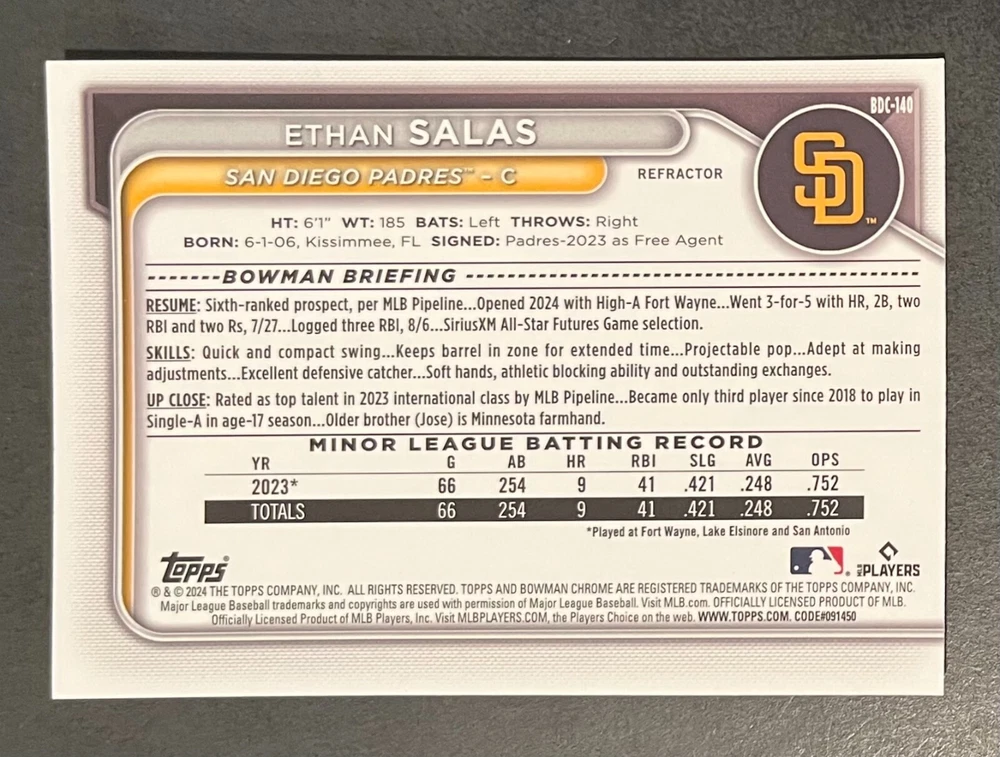 BDC-140
ETHAN SALAS
SD
TM
SAN DIEGO PADRES™ – C
REFRACTOR
HT: 6'1" WT: 185 BATS: Left THROWS: Right
BORN: 6-1-06, Kissimmee, FL SIGNED: Padres-2023 as Free Agent
BOWMAN BRIEFING
RESUME: Sixth-ranked prospect, per MLB Pipeline...Opened 2024 with High-A Fort Wayne...Went 3-for-5 with HR, 2B, two
RBI and two Rs, 7/27...Logged three RBI, 8/6...SiriusXM All-Star Futures Game selection.
SKILLS: Quick and compact swing...Keeps barrel in zone for extended time...Projectable pop...Adept at making
adjustments...Excellent defensive catcher...Soft hands, athletic blocking ability and outstanding exchanges.
UP CLOSE: Rated as top talent in 2023 international class by MLB Pipeline...Became only third player since 2018 to play in
Single-A in age-17 season...Older brother (Jose) is Minnesota farmhand.
MINOR LEAGUE BATTING RECORD
YR G AB HR RBI SLG AVG OPS
2023* 66 254 9 41 .421 .248 .752
TOTALS 66 254 9 41 .421 .248 .752
*Played at Fort Wayne, Lake Elsinore and San Antonio
Topps®
MLB PLAYERS
® & © 2024 THE TOPPS COMPANY, INC. ALL RIGHTS RESERVED. TOPPS AND BOWMAN CHROME ARE REGISTERED TRADEMARKS OF THE TOPPS COMPANY, INC.
Major League Baseball trademarks and copyrights are used with permission of Major League Baseball. Visit MLB.com. OFFICIALLY LICENSED PRODUCT OF MLB.
Officially Licensed Product of MLB Players, Inc. Visit MLBPLAYERS.COM, the Players Choice on the web. WWW.TOPPS.COM. CODE#091450